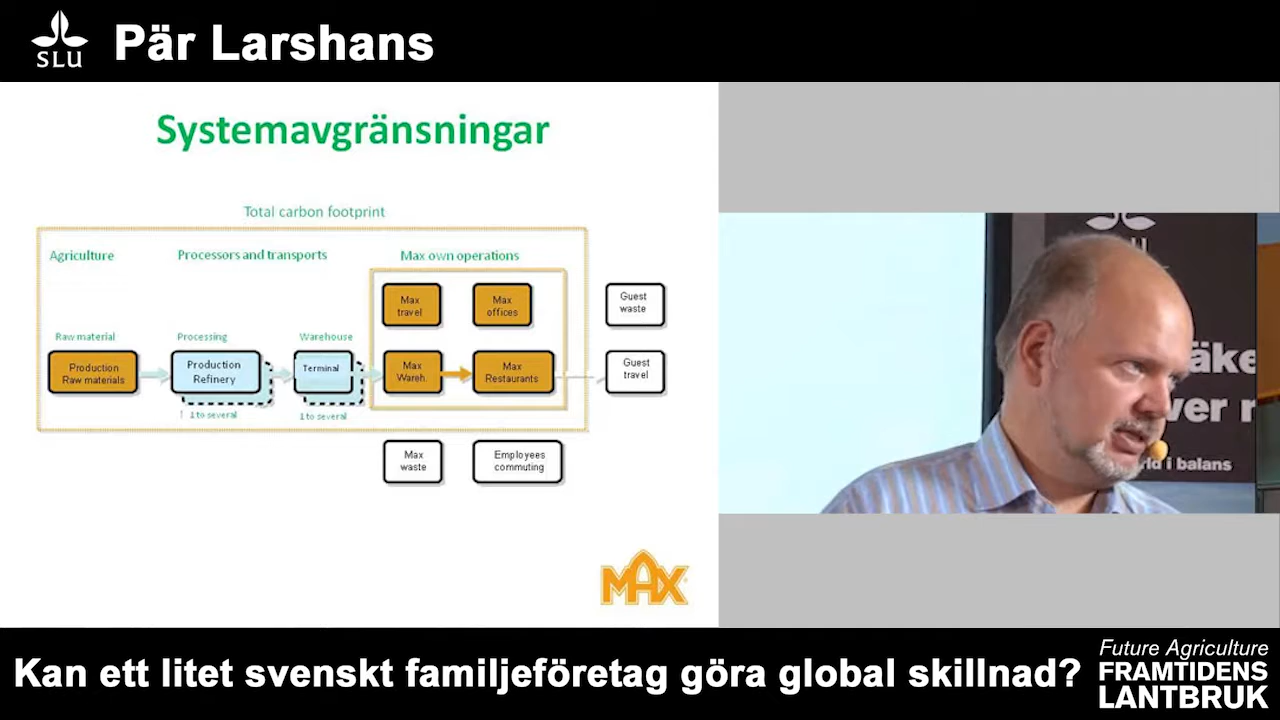 SLU
Pär Larshans
Systemavgränsningar
Total carbon footprint
Agriculture
Processors and transports
Max own operations
Max
travel
Max
offices
Guest
waste
Raw material
Processing
Warehouse
Production
Raw materials
Production
Refinery
Terminal
Max
Wareh.
Max
Restaurants
Guest
travel
1 to several
1 to several
Max
waste
Employees
commuting
MAX
SLU
ver
i balans
Kan ett litet svenskt familjeföretag göra global skillnad?
Future Agriculture
FRAMTIDENS
LANTBRUK